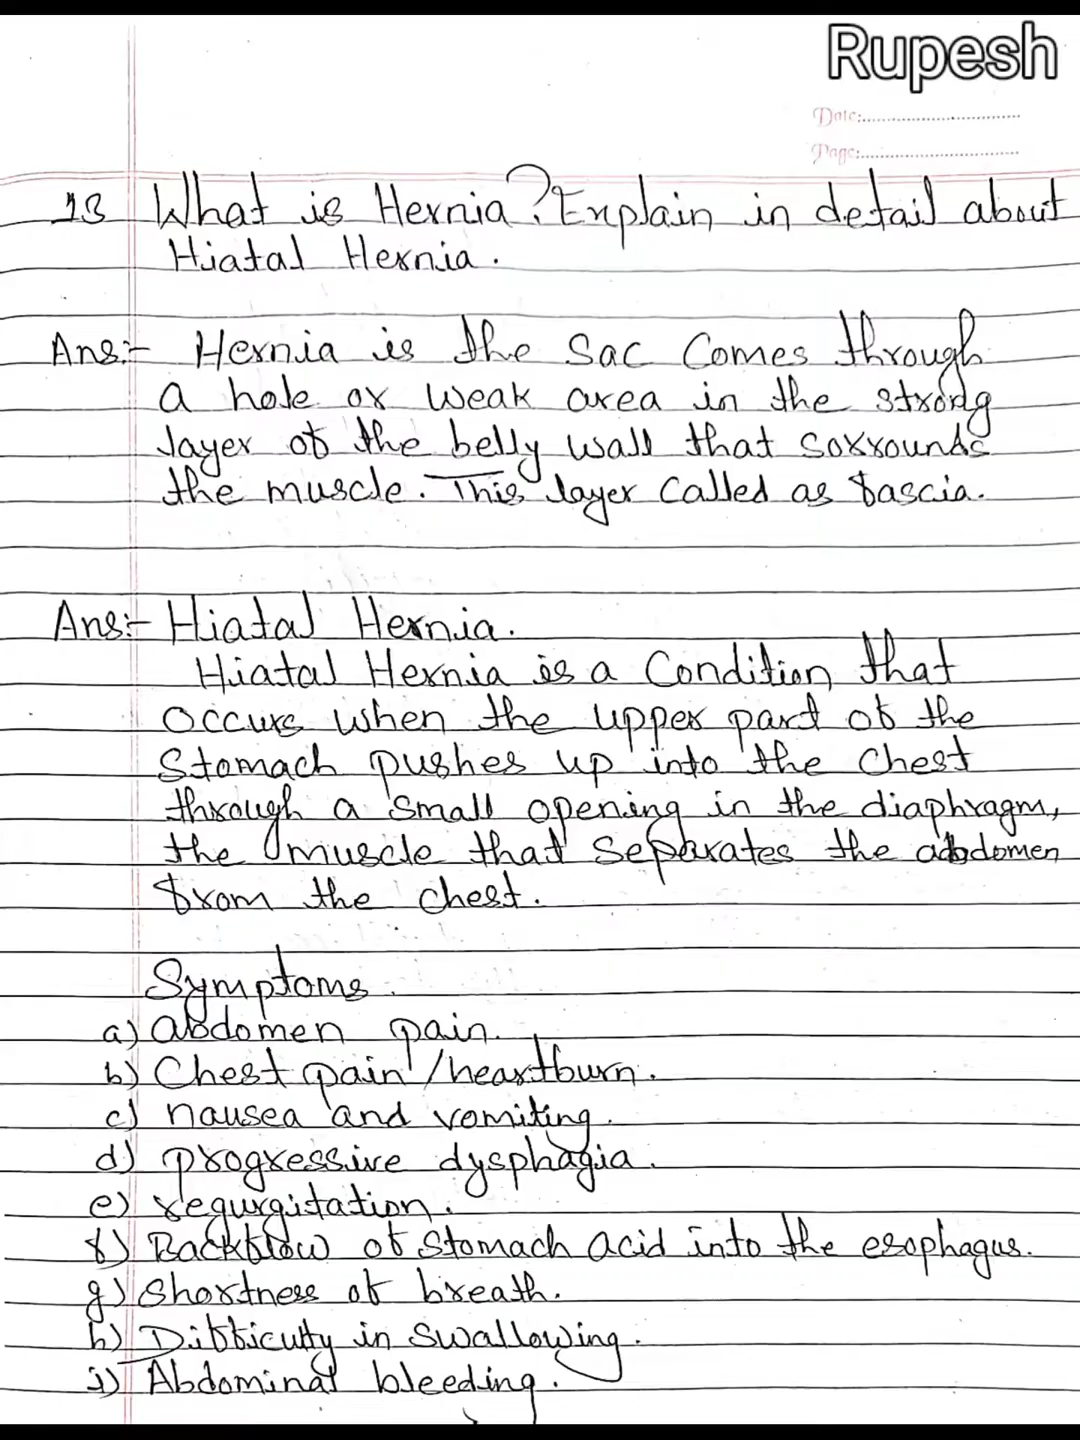 Rupesh
Date:
Page:
13 What is Hernia? Explain in detail about
Hiatal Hernia.
Ans:- Hernia is the Sac Comes through
a hole or weak area in the strong
layer of the belly wall that sorrounds
the muscle. This layer called as fascia.
Ans:- Hiatal Hernia.
Hiatal Hernia is a Condition that
occurs when the upper part of the
Stomach pushes up into the chest
through a small opening in the diaphragm,
the muscle that separates the abdomen
from the chest.
Symptoms.
a) abdomen pain.
b) Chest pain /heartburn.
c) nausea and vomiting.
d) progressive dysphagia.
e) regurgitation.
f) Backflow of stomach acid into the esophagus.
g) shortness of breath.
h) Difficulty in swallowing.
i) Abdominal bleeding.